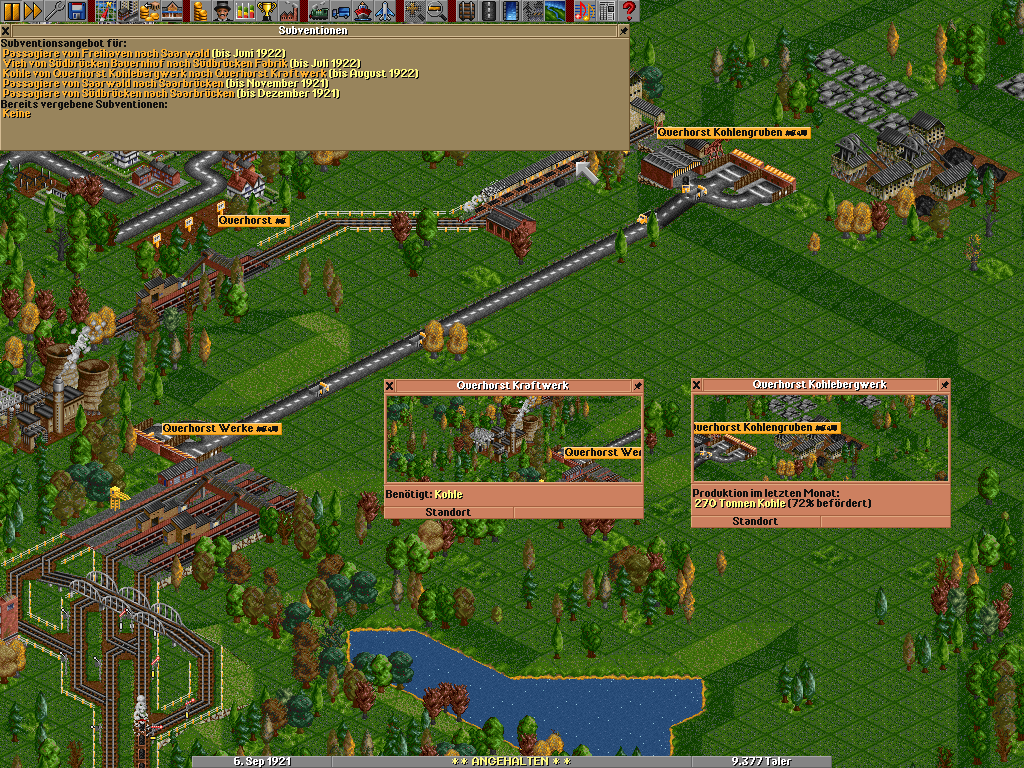 Subventionen
Subventionsangebot für:
Passagiere von Freihaven nach Saarwald (bis Juni 1922)
Vieh von Südbrücken Bauernhof nach Südbrücken Fabrik (bis Juli 1922)
Kohle von Querhorst Kohlebergwerk nach Querhorst Kraftwerk (bis August 1922)
Passagiere von Saarwald nach Saarbrücken (bis November 1921)
Passagiere von Südbrücken nach Saarbrücken (bis Dezember 1921)
Bereits vergebene Subventionen:
Keine
Querhorst Kohlengruben
Querhorst
Querhorst Werke
Querhorst Kraftwerk
Querhorst Wer
Benötigt: Kohle
Standort
Querhorst Kohlebergwerk
uerhorst Kohlengruben
Produktion im letzten Monat:
270 Tonnen Kohle (72% befördert)
Standort
6. Sep 1921
* * ANGEHALTEN * *
9.377 Taler